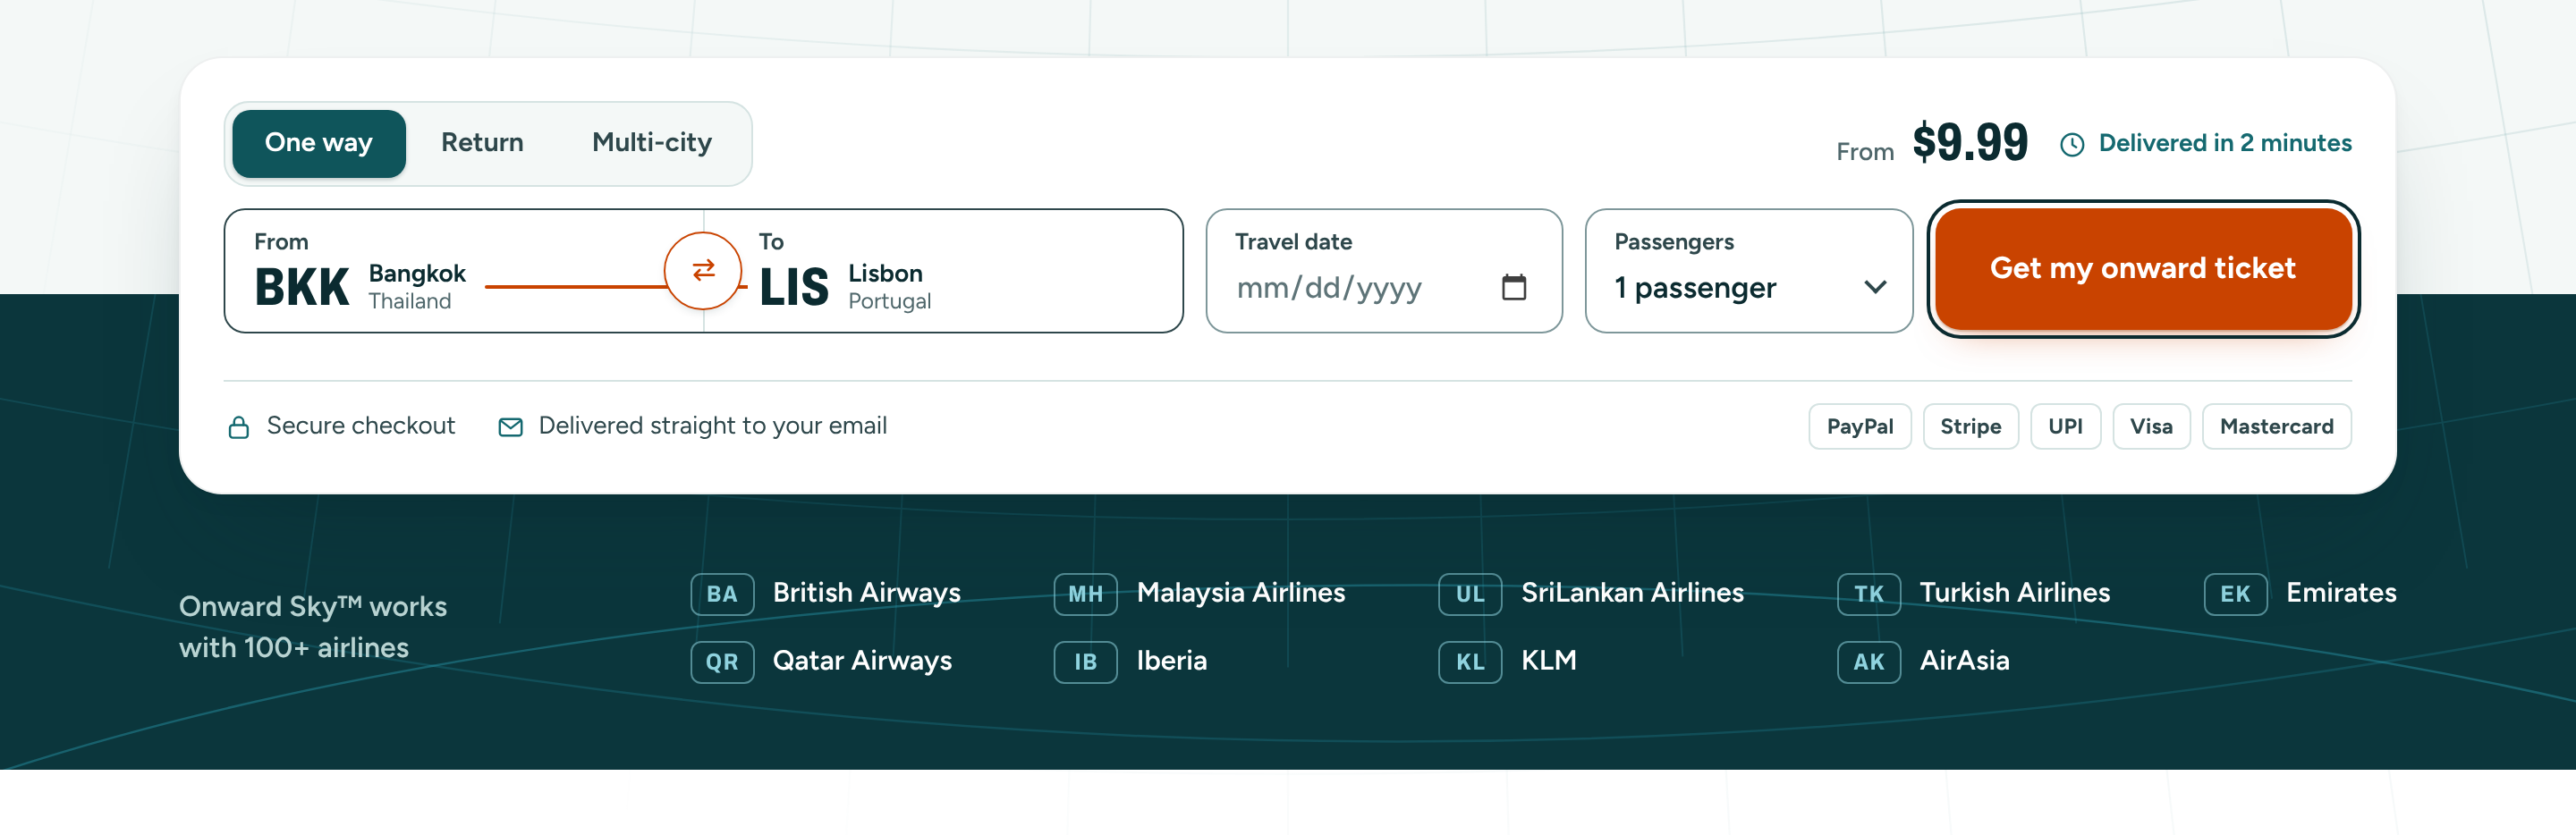 One way Return Multi-city
From $9.99 Delivered in 2 minutes
From
BKK Bangkok
Thailand
To
LIS Lisbon
Portugal
Travel date
mm/dd/yyyy
Passengers
1 passenger
Get my onward ticket
Secure checkout Delivered straight to your email
PayPal Stripe UPI Visa Mastercard
Onward Sky™ works
with 100+ airlines
BA British Airways MH Malaysia Airlines UL SriLankan Airlines TK Turkish Airlines EK Emirates
QR Qatar Airways IB Iberia KL KLM AK AirAsia